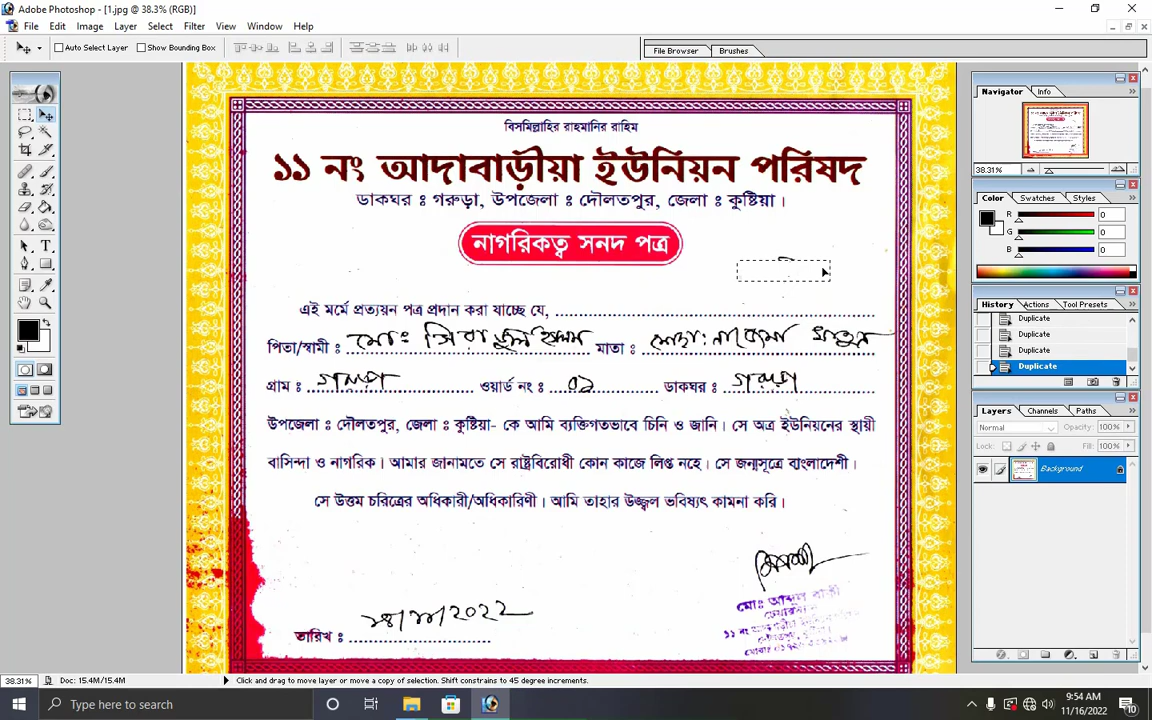 Adobe Photoshop - [1.jpg @ 38.3% (RGB)]
File Edit Image Layer Select Filter View Window Help
Auto Select Layer Show Bounding Box File Browser Brushes
Navigator Info
38.31%
Color Swatches Styles
R 0
G 0
B 0
History Actions Tool Presets
Duplicate
Duplicate
Duplicate
Duplicate
Layers Channels Paths
Normal Opacity: 100%
Lock: Fill: 100%
Background
বিসমিল্লাহির রাহমানির রাহিম
১১ নং আদাবাড়ীয়া ইউনিয়ন পরিষদ
ডাকঘর ঃ গরুড়া, উপজেলা ঃ দৌলতপুর, জেলা ঃ কুষ্টিয়া ।
নাগরিকত্ব সনদ পত্র
এই মর্মে প্রত্যয়ন পত্র প্রদান করা যাচ্ছে যে,
পিতা/স্বামী : মোঃ সিরাজুল ইসলাম মাতা :
গ্রাম : ওয়ার্ড নং : ০১ ডাকঘর :
উপজেলা : দৌলতপুর, জেলা : কুষ্টিয়া- কে আমি ব্যক্তিগতভাবে চিনি ও জানি। সে অত্র ইউনিয়নের স্থায়ী
বাসিন্দা ও নাগরিক। আমার জানামতে সে রাষ্ট্রবিরোধী কোন কাজে লিপ্ত নহে। সে জন্মসূত্রে বাংলাদেশী।
সে উত্তম চরিত্রের অধিকারী/অধিকারিণী। আমি তাহার উজ্জ্বল ভবিষ্যৎ কামনা করি।
তারিখ :
মোঃ আব্দুল বাকী
38.31% Doc: 15.4M/15.4M Click and drag to move layer or move a copy of selection. Shift constrains to 45 degree increments.
Type here to search
9:54 AM
11/16/2022
10